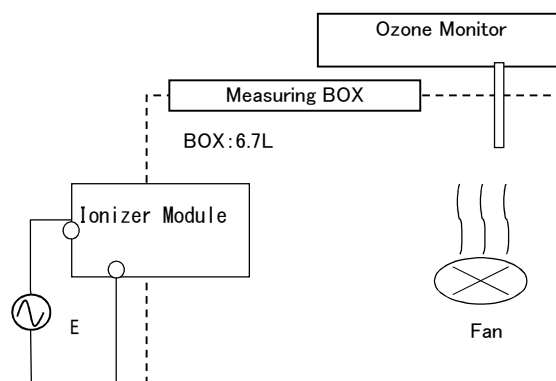 Ozone Monitor
Measuring BOX
BOX:6.7L
Ionizer Module
E
Fan